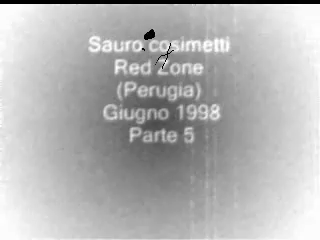 Sauro cosimetti
Red Zone
(Perugia)
Giugno 1998
Parte 5